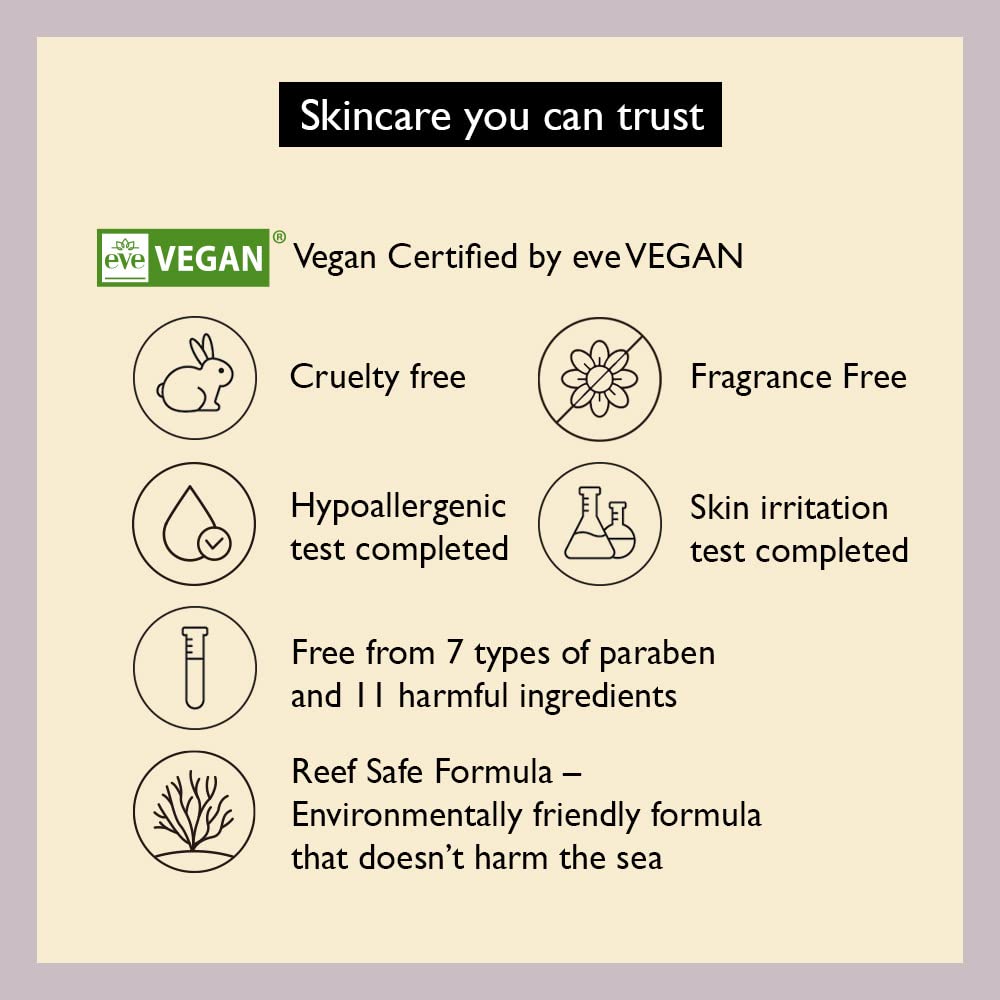 Skincare you can trust
eve VEGAN® Vegan Certified by eveVEGAN
Cruelty free
Fragrance Free
Hypoallergenic
test completed
Skin irritation
test completed
Free from 7 types of paraben
and 11 harmful ingredients
Reef Safe Formula –
Environmentally friendly formula
that doesn't harm the sea